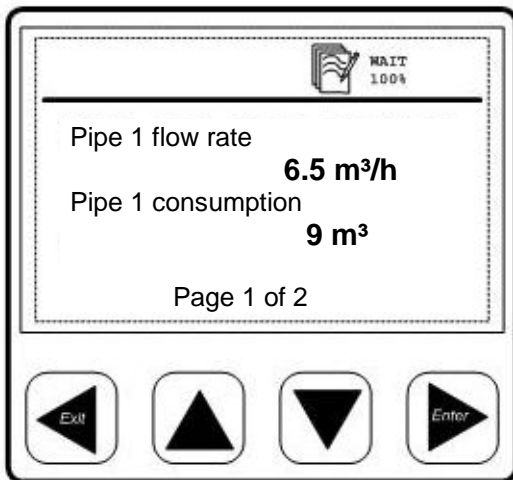 WAIT
100%
Pipe 1 flow rate
6.5 m³/h
Pipe 1 consumption
9 m³
Page 1 of 2
Exit
Enter